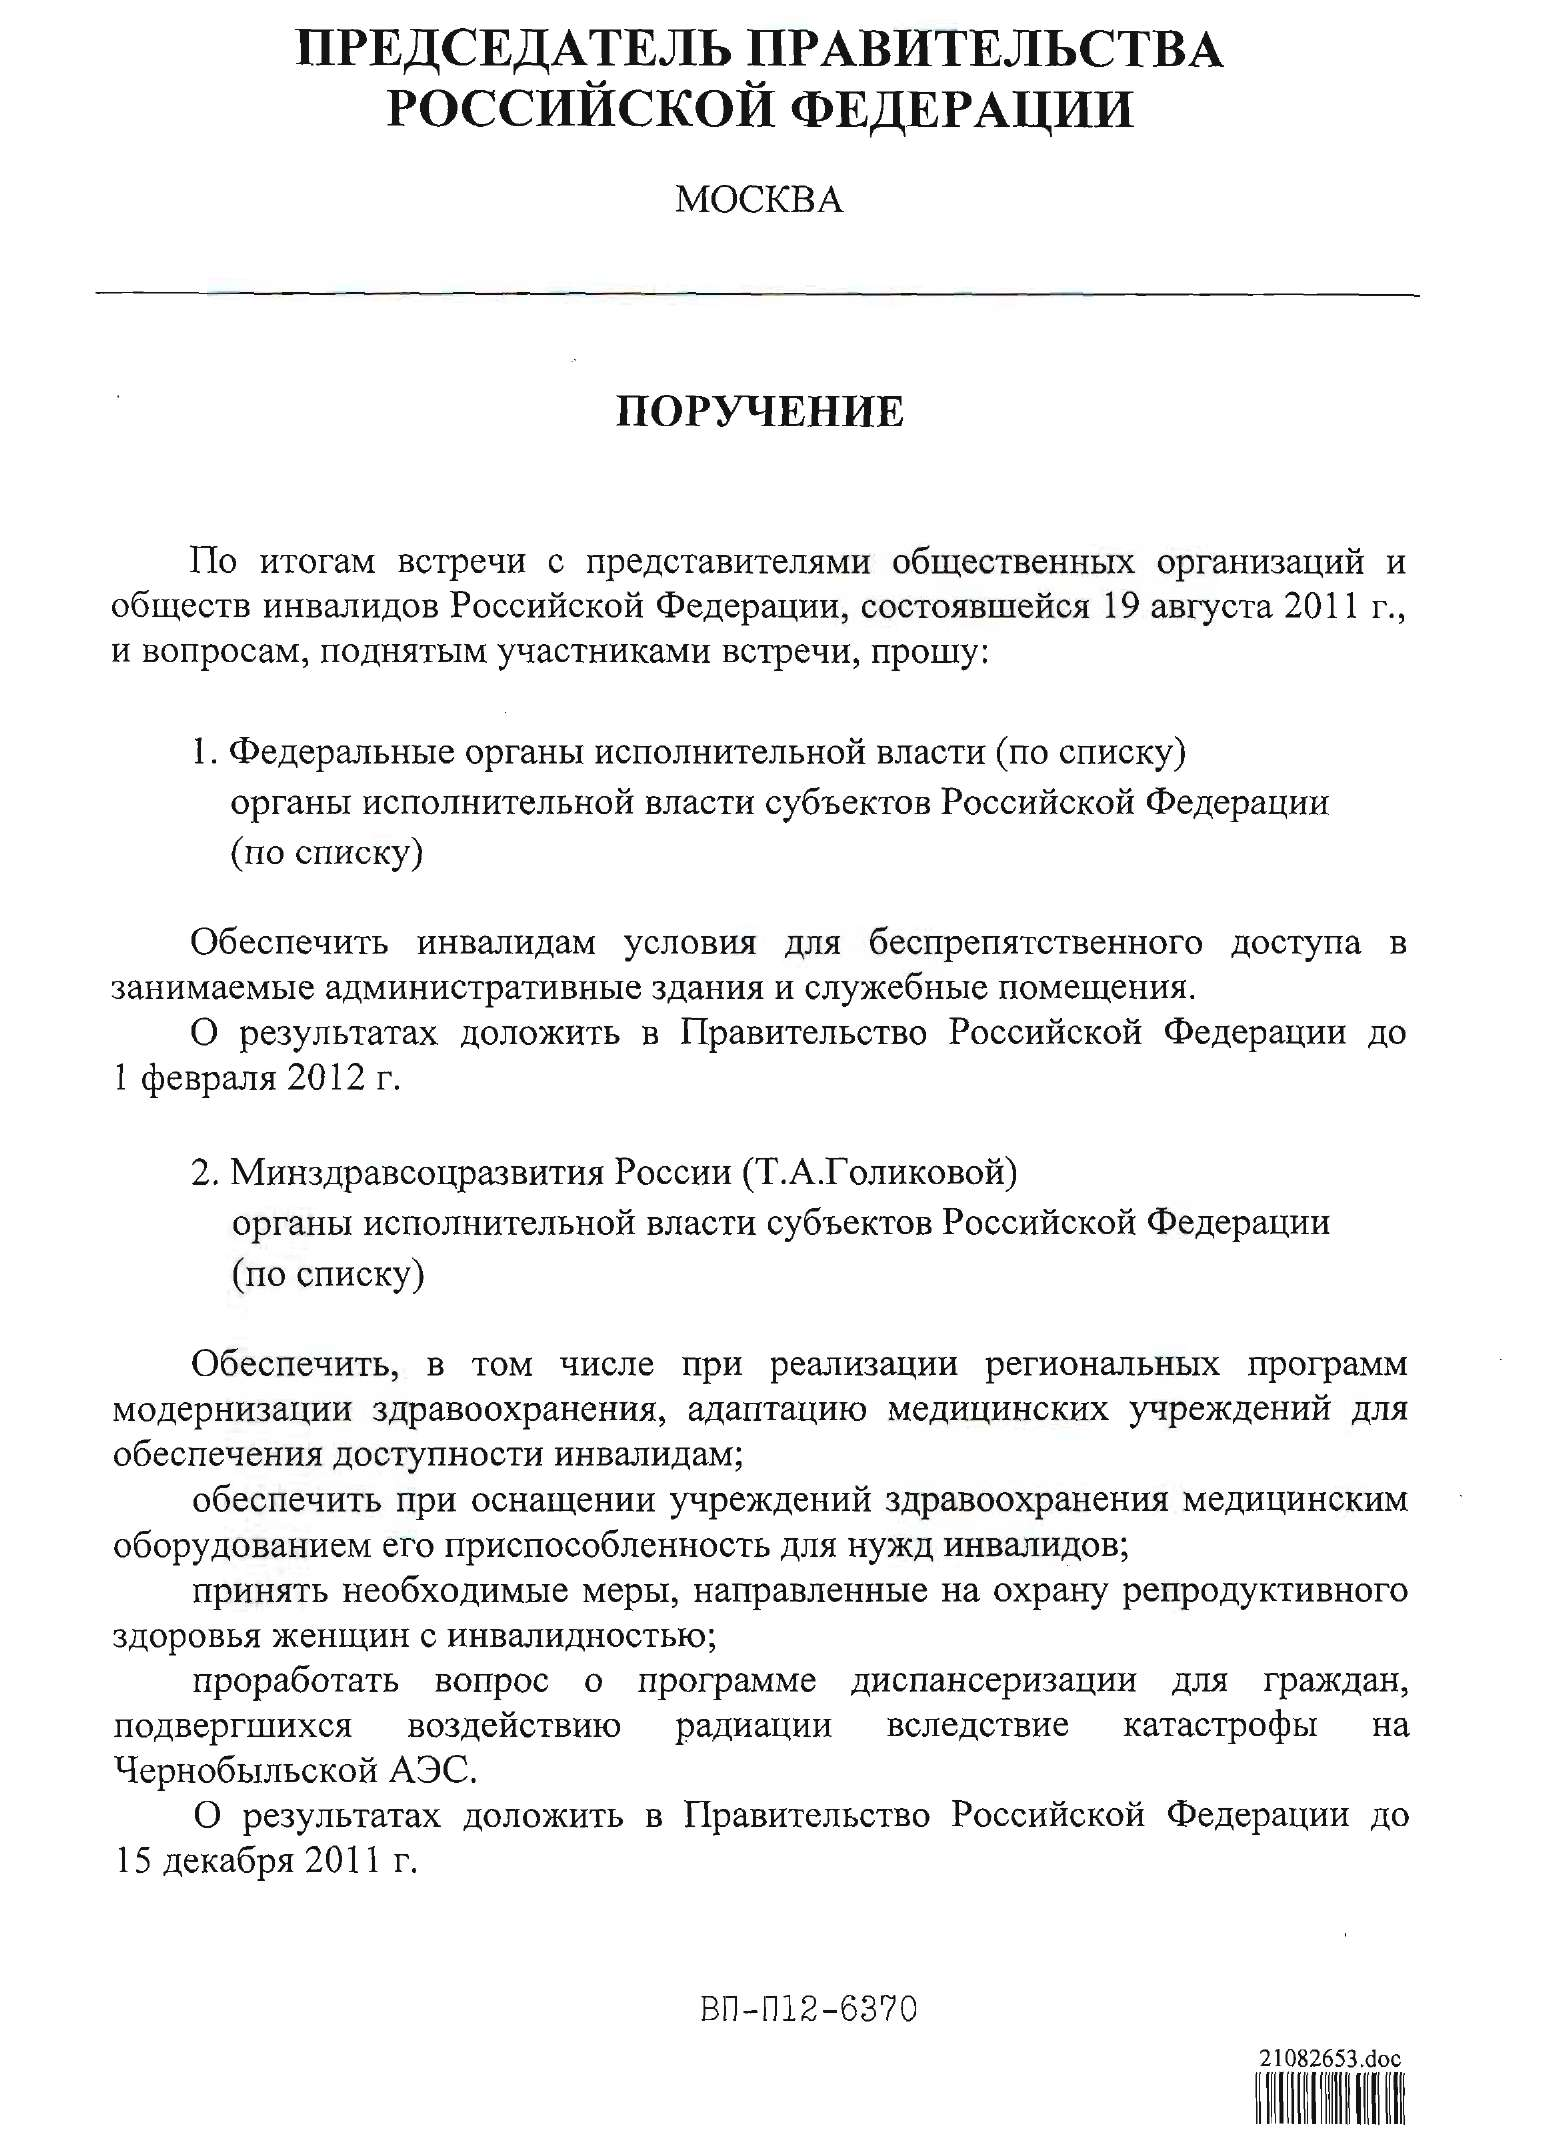 ПРЕДСЕДАТЕЛЬ ПРАВИТЕЛЬСТВА
РОССИЙСКОЙ ФЕДЕРАЦИИ
МОСКВА
ПОРУЧЕНИЕ
По итогам встречи с представителями общественных организаций и
обществ инвалидов Российской Федерации, состоявшейся 19 августа 2011 г.,
и вопросам, поднятым участниками встречи, прошу:
1. Федеральные органы исполнительной власти (по списку)
органы исполнительной власти субъектов Российской Федерации
(по списку)
Обеспечить инвалидам условия для беспрепятственного доступа в
занимаемые административные здания и служебные помещения.
О результатах доложить в Правительство Российской Федерации до
1 февраля 2012 г.
2. Минздравсоцразвития России (Т.А.Голиковой)
органы исполнительной власти субъектов Российской Федерации
(по списку)
Обеспечить, в том числе при реализации региональных программ
модернизации здравоохранения, адаптацию медицинских учреждений для
обеспечения доступности инвалидам;
обеспечить при оснащении учреждений здравоохранения медицинским
оборудованием его приспособленность для нужд инвалидов;
принять необходимые меры, направленные на охрану репродуктивного
здоровья женщин с инвалидностью;
проработать вопрос о программе диспансеризации для граждан,
подвергшихся воздействию радиации вследствие катастрофы на
Чернобыльской АЭС.
О результатах доложить в Правительство Российской Федерации до
15 декабря 2011 г.
ВП-П12-6370
21082653.doc